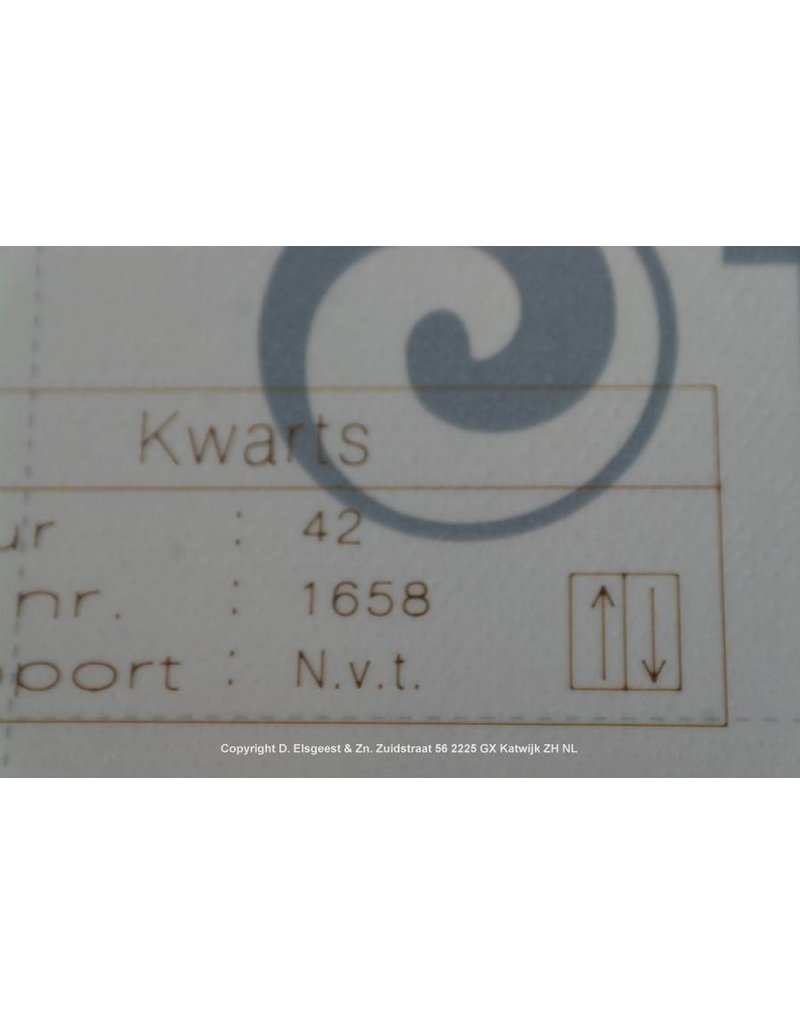 Kwarts
ur : 42
nr. : 1658
pport : N.v.t.
Copyright D. Elsgeest & Zn. Zuidstraat 56 2225 GX Katwijk ZH NL